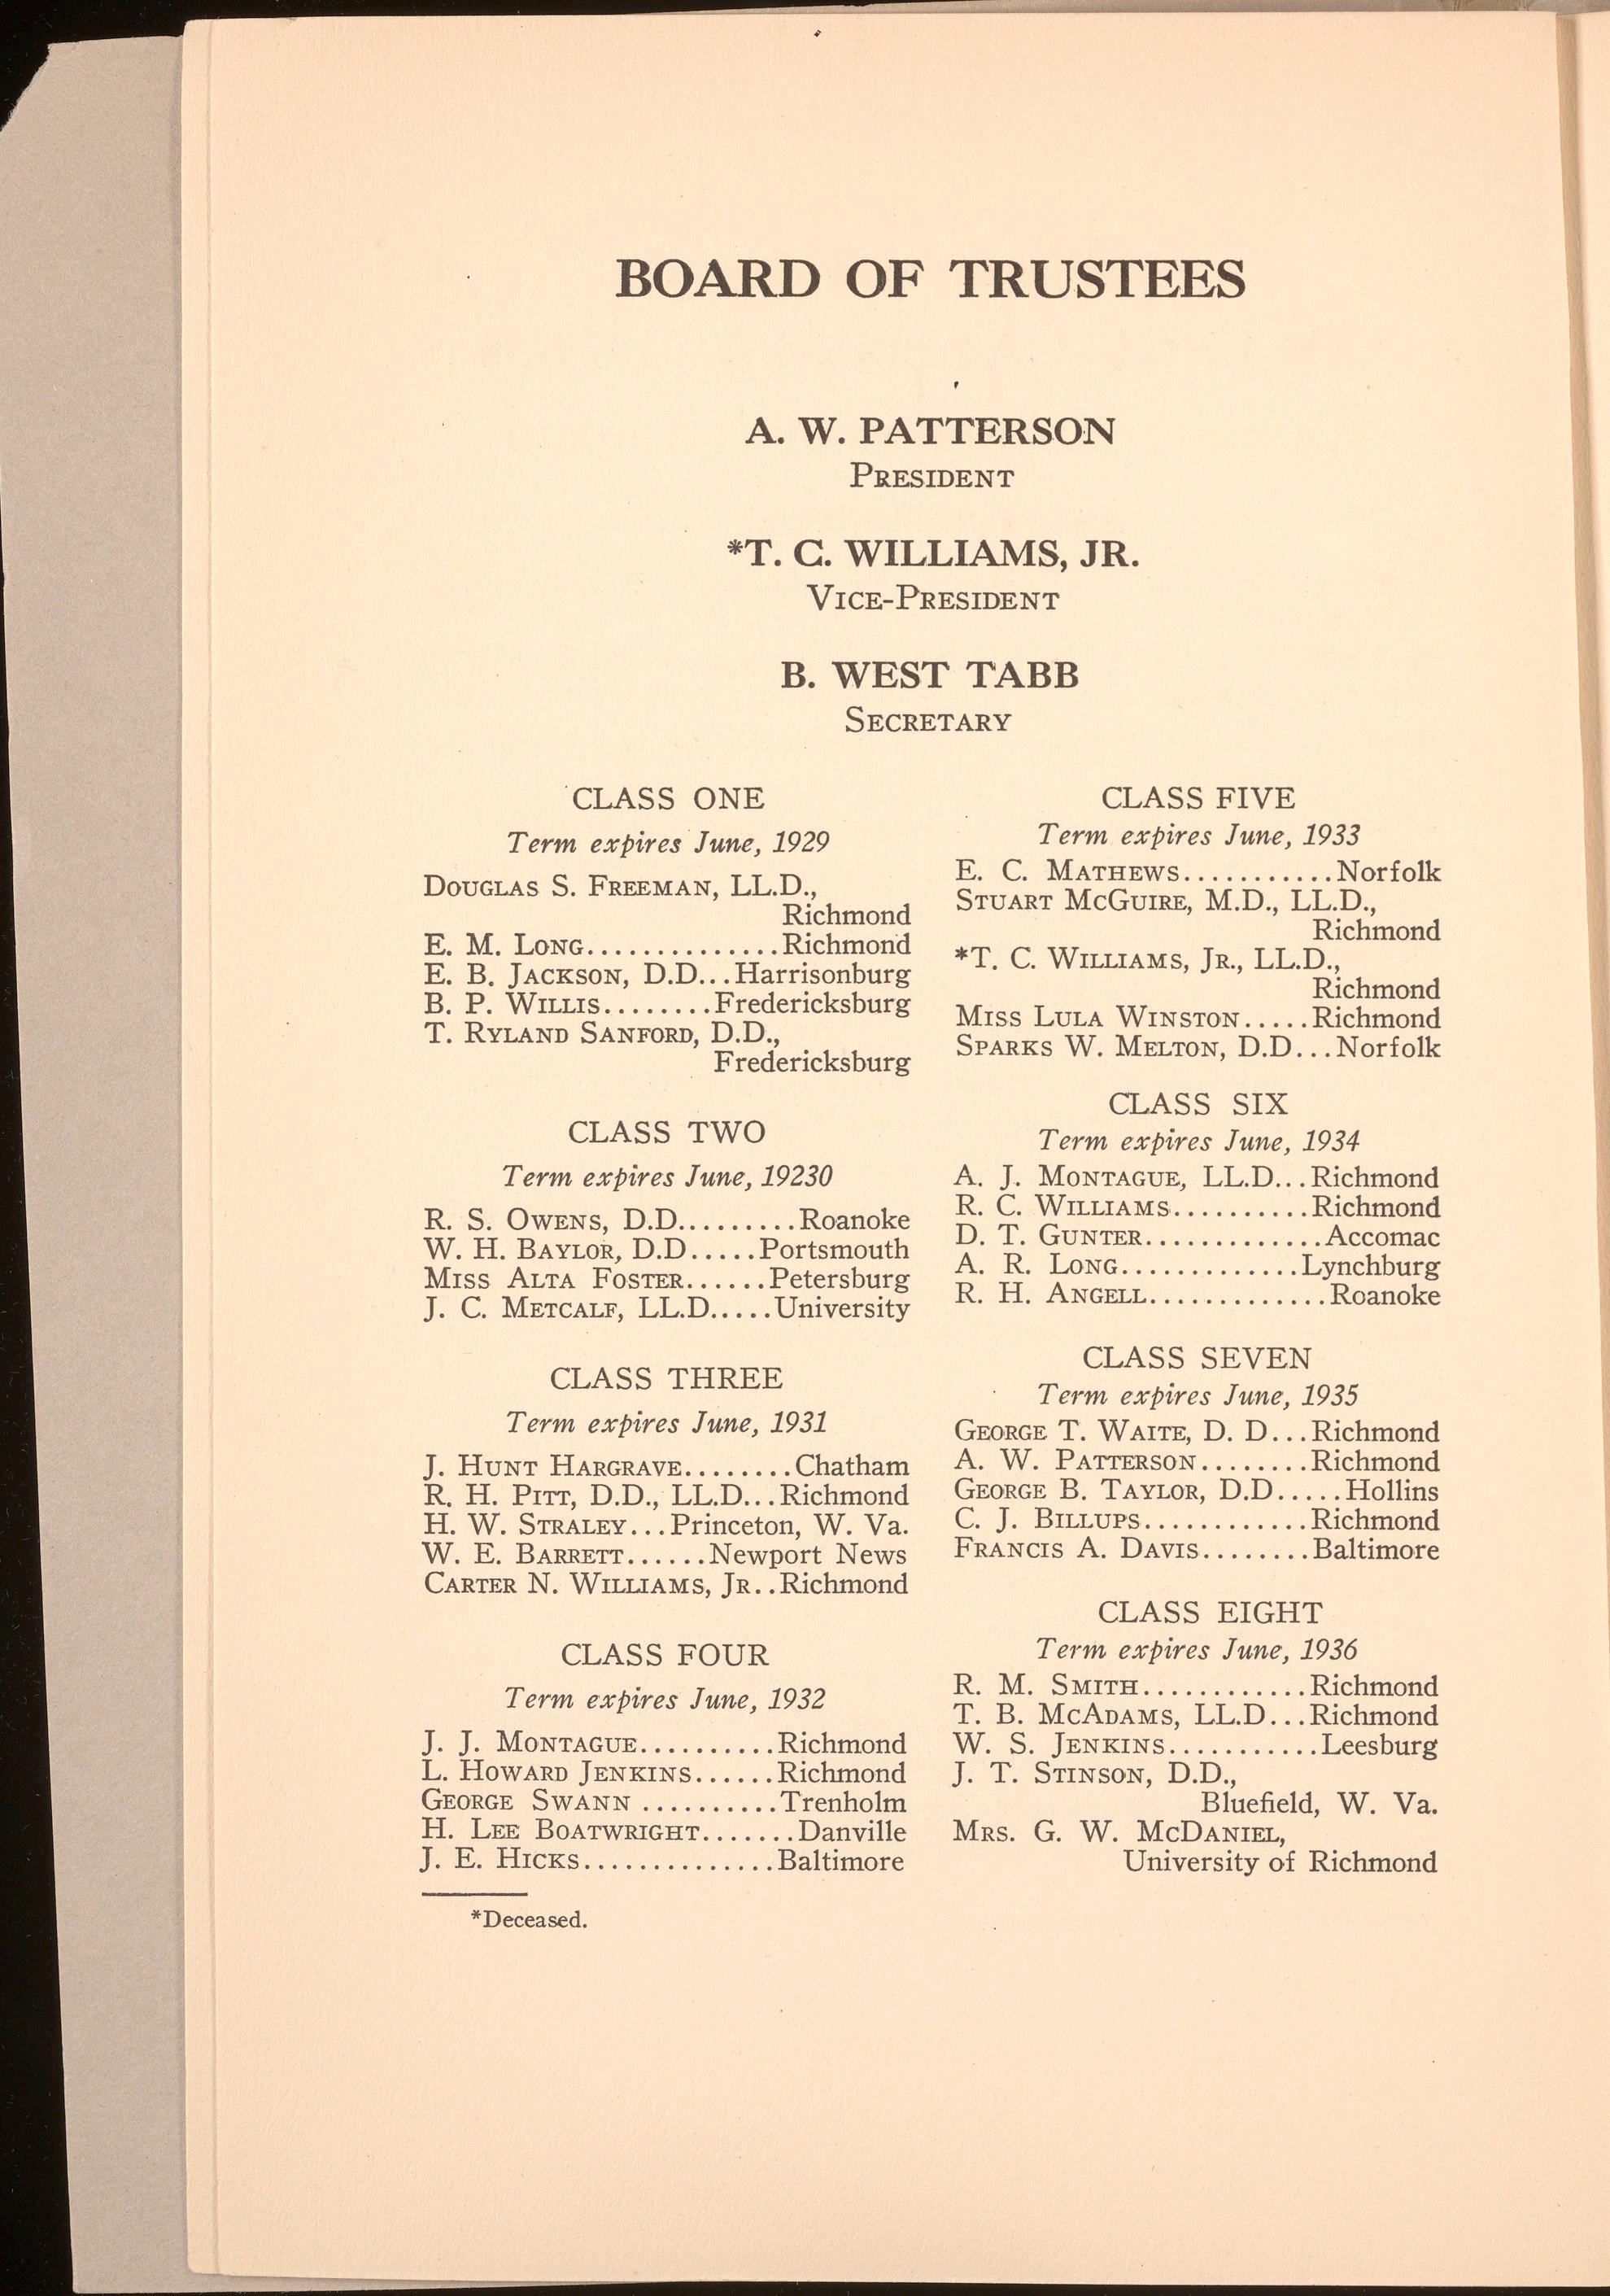 BOARD OF TRUSTEES
A. W. PATTERSON
PRESIDENT
*T. C. WILLIAMS, JR.
VICE-PRESIDENT
B. WEST TABB
SECRETARY
CLASS ONE
Term expires June, 1929
DOUGLAS S. FREEMAN, LL.D.,
Richmond
E. M. LONG..............Richmond
E. B. JACKSON, D.D...Harrisonburg
B. P. WILLIS........Fredericksburg
T. RYLAND SANFORD, D.D.,
Fredericksburg
CLASS TWO
Term expires June, 19230
R. S. OWENS, D.D.........Roanoke
W. H. BAYLOR, D.D.....Portsmouth
MISS ALTA FOSTER......Petersburg
J. C. METCALF, LL.D.....University
CLASS THREE
Term expires June, 1931
J. HUNT HARGRAVE........Chatham
R. H. PITT, D.D., LL.D...Richmond
H. W. STRALEY...Princeton, W. Va.
W. E. BARRETT......Newport News
CARTER N. WILLIAMS, JR..Richmond
CLASS FOUR
Term expires June, 1932
J. J. MONTAGUE..........Richmond
L. HOWARD JENKINS......Richmond
GEORGE SWANN ..........Trenholm
H. LEE BOATWRIGHT.......Danville
J. E. HICKS..............Baltimore
*Deceased.
CLASS FIVE
Term expires June, 1933
E. C. MATHEWS...........Norfolk
STUART MCGUIRE, M.D., LL.D.,
Richmond
*T. C. WILLIAMS, JR., LL.D.,
Richmond
MISS LULA WINSTON.....Richmond
SPARKS W. MELTON, D.D...Norfolk
CLASS SIX
Term expires June, 1934
A. J. MONTAGUE, LL.D...Richmond
R. C. WILLIAMS..........Richmond
D. T. GUNTER.............Accomac
A. R. LONG.............Lynchburg
R. H. ANGELL.............Roanoke
CLASS SEVEN
Term expires June, 1935
GEORGE T. WAITE, D. D...Richmond
A. W. PATTERSON........Richmond
GEORGE B. TAYLOR, D.D.....Hollins
C. J. BILLUPS............Richmond
FRANCIS A. DAVIS........Baltimore
CLASS EIGHT
Term expires June, 1936
R. M. SMITH............Richmond
T. B. MCADAMS, LL.D...Richmond
W. S. JENKINS...........Leesburg
J. T. STINSON, D.D.,
Bluefield, W. Va.
MRS. G. W. MCDANIEL,
University of Richmond